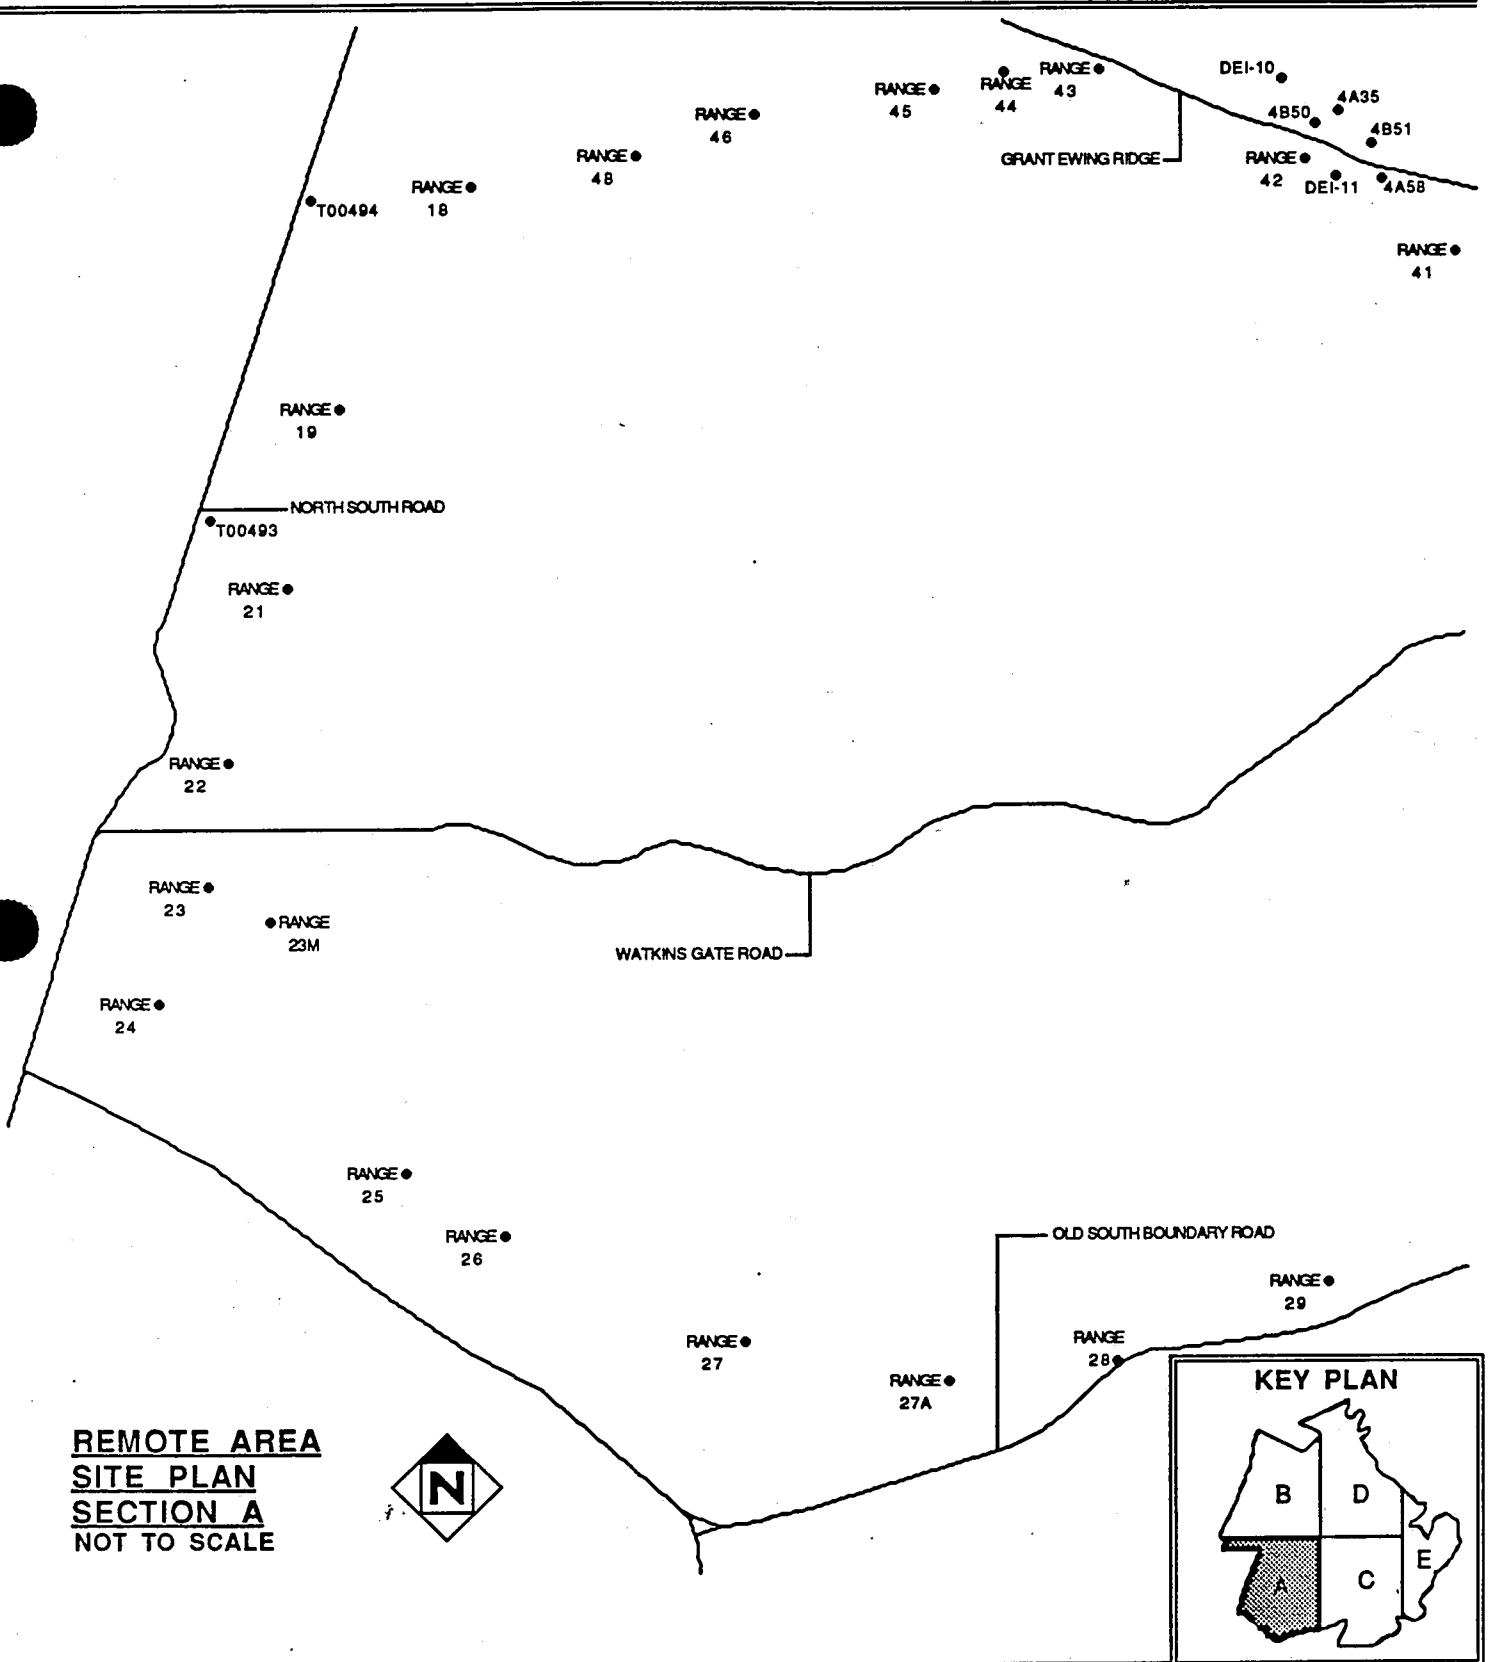 RANGE
43
RANGE
44
RANGE
45
DEI-10
4A35
4B50
4B51
RANGE
46
GRANT EWING RIDGE
RANGE
42
DEI-11
4A58
RANGE
48
RANGE
18
T00494
RANGE
41
RANGE
19
NORTH SOUTH ROAD
T00493
RANGE
21
RANGE
22
RANGE
23
RANGE
23M
WATKINS GATE ROAD
RANGE
24
RANGE
25
RANGE
26
OLD SOUTH BOUNDARY ROAD
RANGE
29
RANGE
27
RANGE
28
RANGE
27A
REMOTE AREA
SITE PLAN
SECTION A
NOT TO SCALE
N
KEY PLAN
B
D
A
C
E